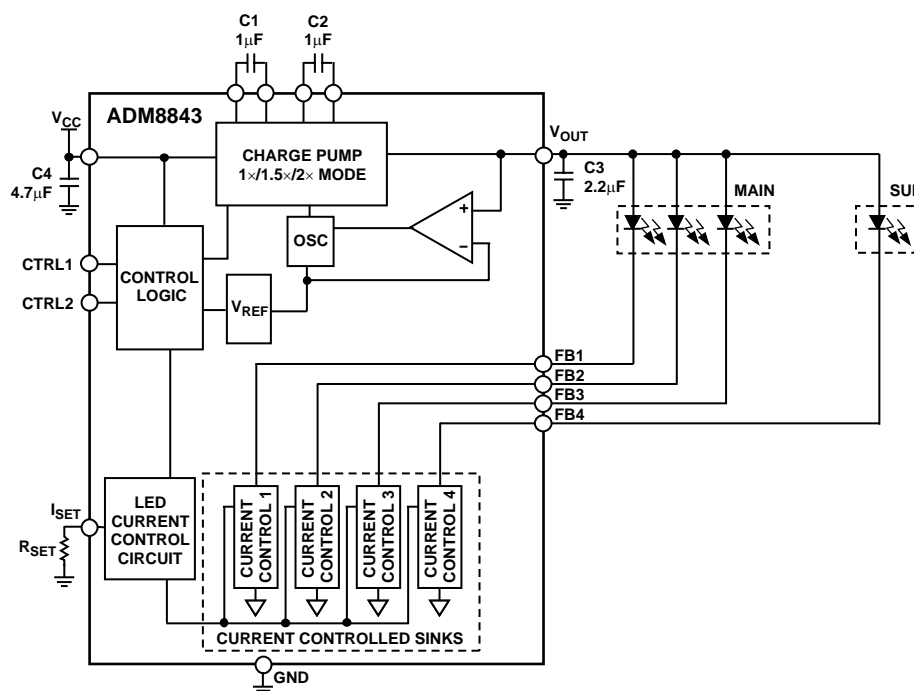 C1
1μF
C2
1μF
ADM8843
VCC
VOUT
C4
4.7μF
CHARGE PUMP
1×/1.5×/2× MODE
C3
2.2μF
MAIN
+
–
OSC
CTRL1
CTRL2
CONTROL
LOGIC
VREF
FB1
FB2
FB3
FB4
ISET
RSET
LED
CURRENT
CONTROL
CIRCUIT
CURRENT
CONTROL 1
CURRENT
CONTROL 2
CURRENT
CONTROL 3
CURRENT
CONTROL 4
CURRENT CONTROLLED SINKS
GND